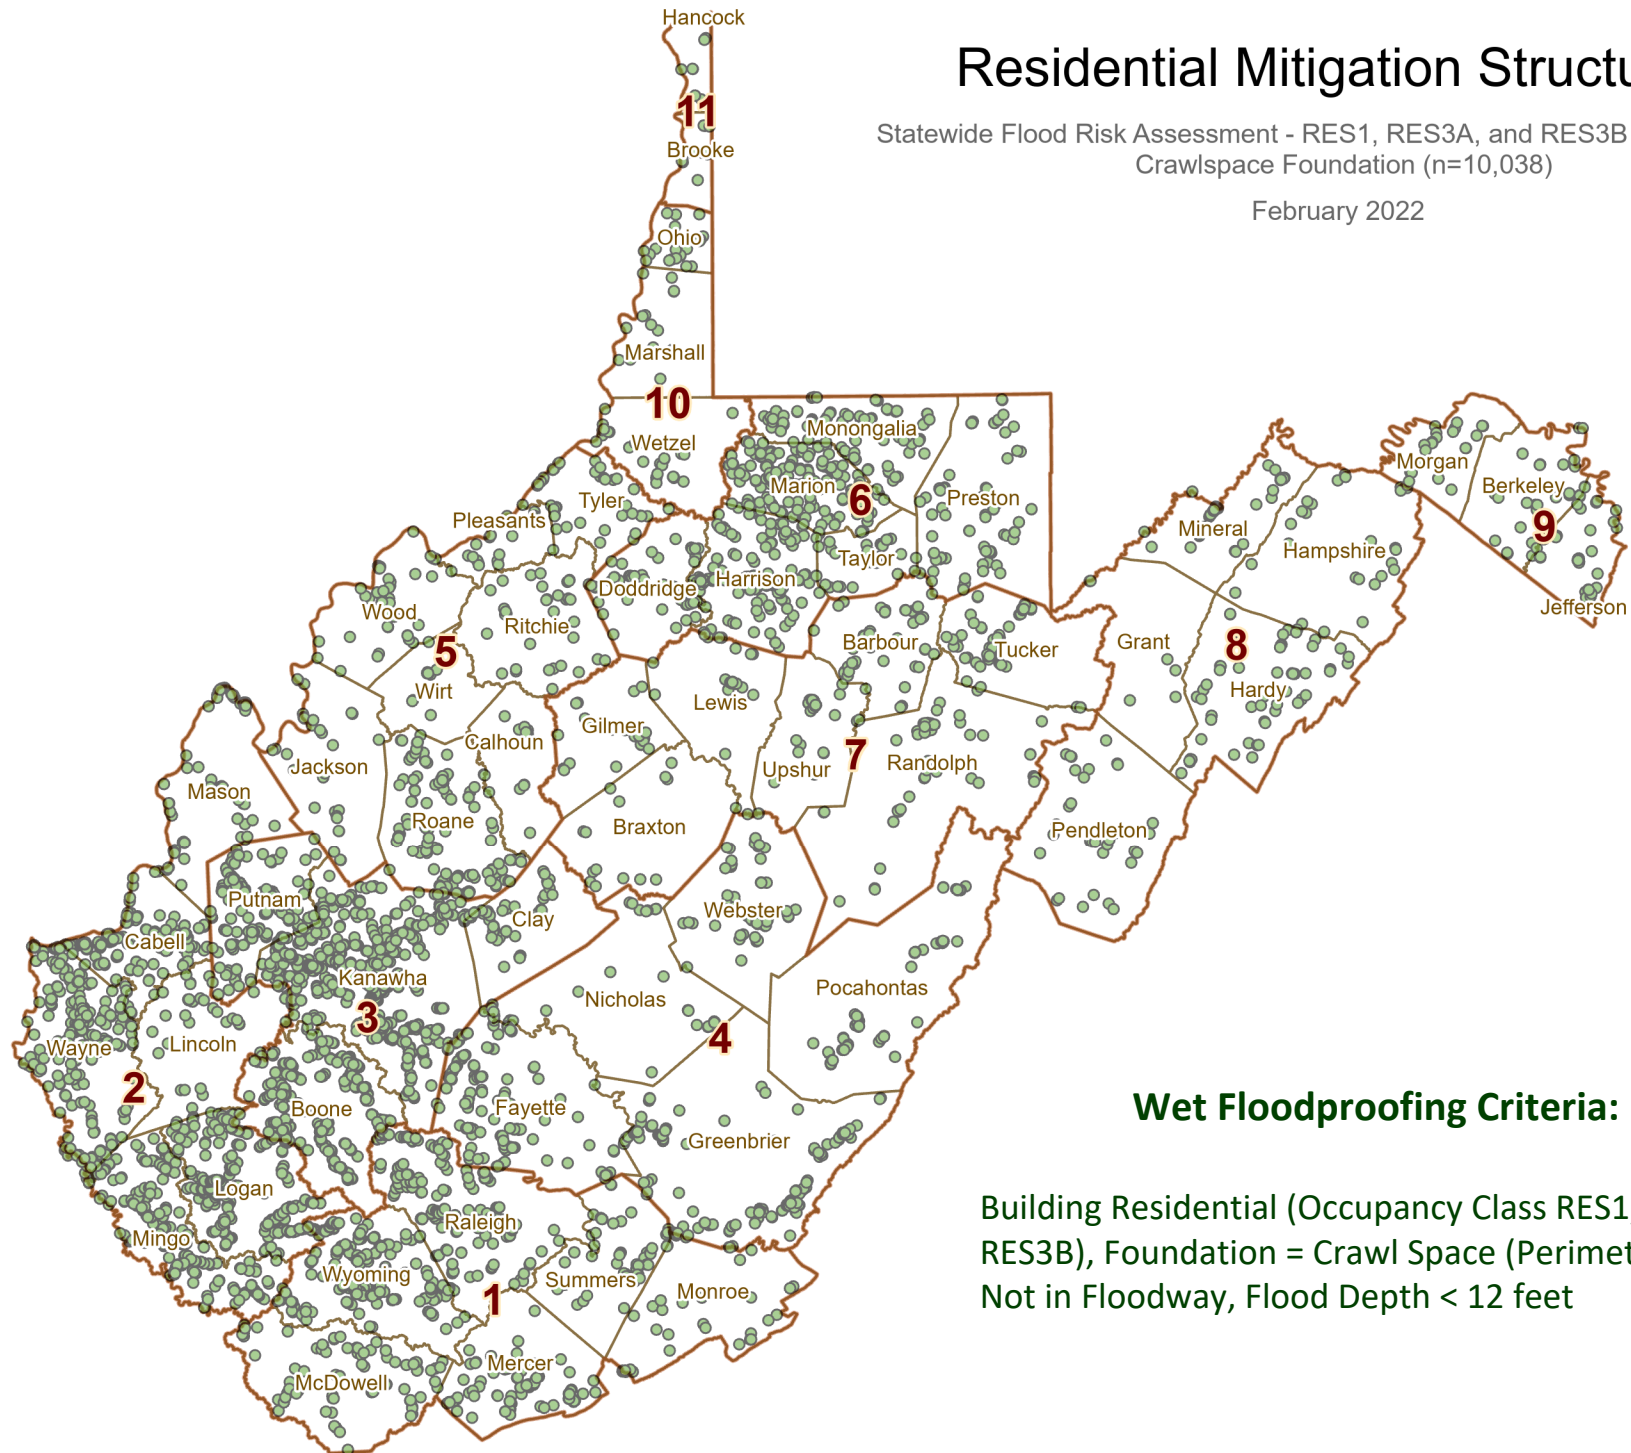 Hancock
Residential Mitigation Structu
11
Statewide Flood Risk Assessment - RES1, RES3A, and RES3B
Brooke
Crawlspace Foundation (n=10,038)
February 2022
Ohio
Marshall
10
Wetzel
Monongalia
Morgan
Marion
6
Preston
Berkeley
Tyler
Pleasants
Mineral
9
Hampshire
Taylor
Harrison
Doddridge
Jefferson
Wood
Ritchie
Barbour
Grant
8
5
Tucker
Wirt
Hardy
Lewis
Gilmer
Calhoun
7
Jackson
Upshur
Randolph
Mason
Roane
Braxton
Pendleton
Putnam
Webster
Clay
Cabell
Kanawha
Pocahontas
Nicholas
3
4
Wayne
Lincoln
2
Boone
Fayette
Wet Floodproofing Criteria:
Greenbrier
Logan
Building Residential (Occupancy Class RES1
Raleigh
Mingo
RES3B), Foundation = Crawl Space (Perimet
Wyoming
Summers
Monroe
1
Not in Floodway, Flood Depth < 12 feet
Mercer
McDowell